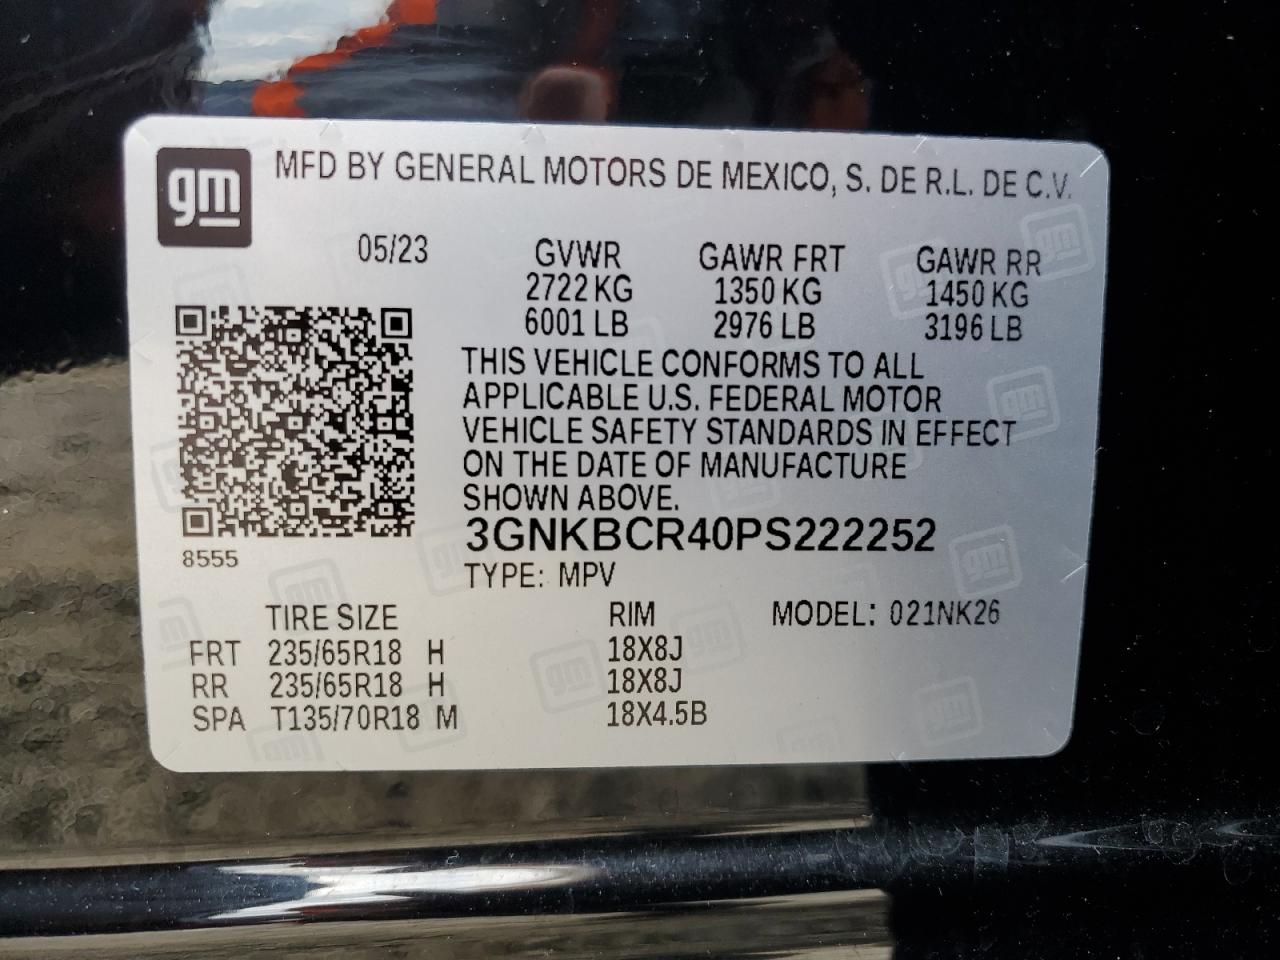 gm
MFD BY GENERAL MOTORS DE MEXICO, S. DE R.L. DE C.V.
05/23 GVWR GAWR FRT GAWR RR
2722 KG 1350 KG 1450 KG
6001 LB 2976 LB 3196 LB
THIS VEHICLE CONFORMS TO ALL
APPLICABLE U.S. FEDERAL MOTOR
VEHICLE SAFETY STANDARDS IN EFFECT
ON THE DATE OF MANUFACTURE
SHOWN ABOVE.
3GNKBCR40PS222252
8555
TYPE: MPV
TIRE SIZE RIM MODEL: 021NK26
FRT 235/65R18 H 18X8J
RR 235/65R18 H 18X8J
SPA T135/70R18 M 18X4.5B